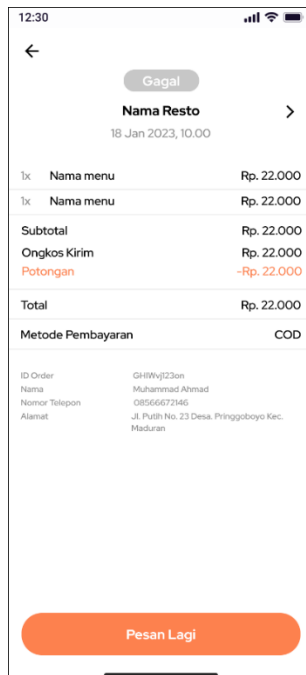 12:30
Gagal
Nama Resto
18 Jan 2023, 10.00
1x Nama menu Rp. 22.000
1x Nama menu Rp. 22.000
Subtotal Rp. 22.000
Ongkos Kirim Rp. 22.000
Potongan -Rp. 22.000
Total Rp. 22.000
Metode Pembayaran COD
ID Order GHIWvj123on
Nama Muhammad Ahmad
Nomor Telepon 08566672146
Alamat Jl. Putih No. 23 Desa. Pringgoboyo Kec.
Maduran
Pesan Lagi